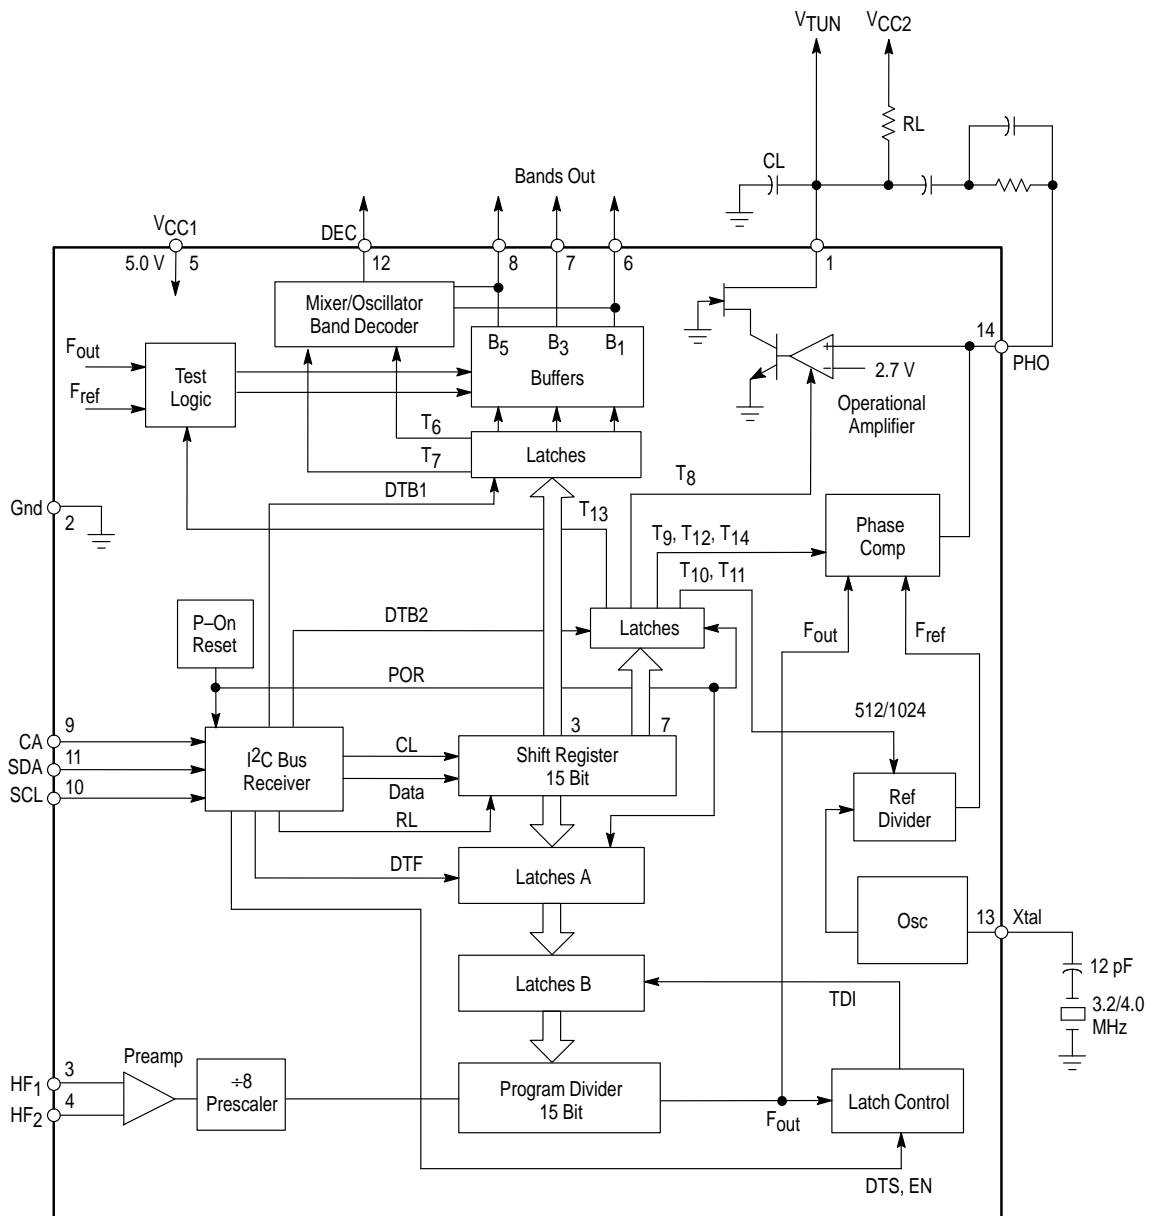 VTUN
VCC2
RL
CL
Bands Out
VCC1
5.0 V
5
DEC
12
8
7
6
1
Mixer/Oscillator
Band Decoder
B5
B3
B1
Buffers
Fout
Fref
Test
Logic
14
PHO
+
–
2.7 V
Operational
Amplifier
T6
T7
Latches
DTB1
T8
T13
Gnd
2
T9, T12, T14
T10, T11
Phase
Comp
P–On
Reset
DTB2
Latches
Fout
Fref
POR
512/1024
CA
9
SDA
11
SCL
10
I2C Bus
Receiver
CL
Data
RL
3
7
Shift Register
15 Bit
Ref
Divider
DTF
Latches A
Osc
13
Xtal
12 pF
3.2/4.0
MHz
Latches B
TDI
Preamp
HF1
3
HF2
4
÷8
Prescaler
Program Divider
15 Bit
Fout
Latch Control
DTS, EN